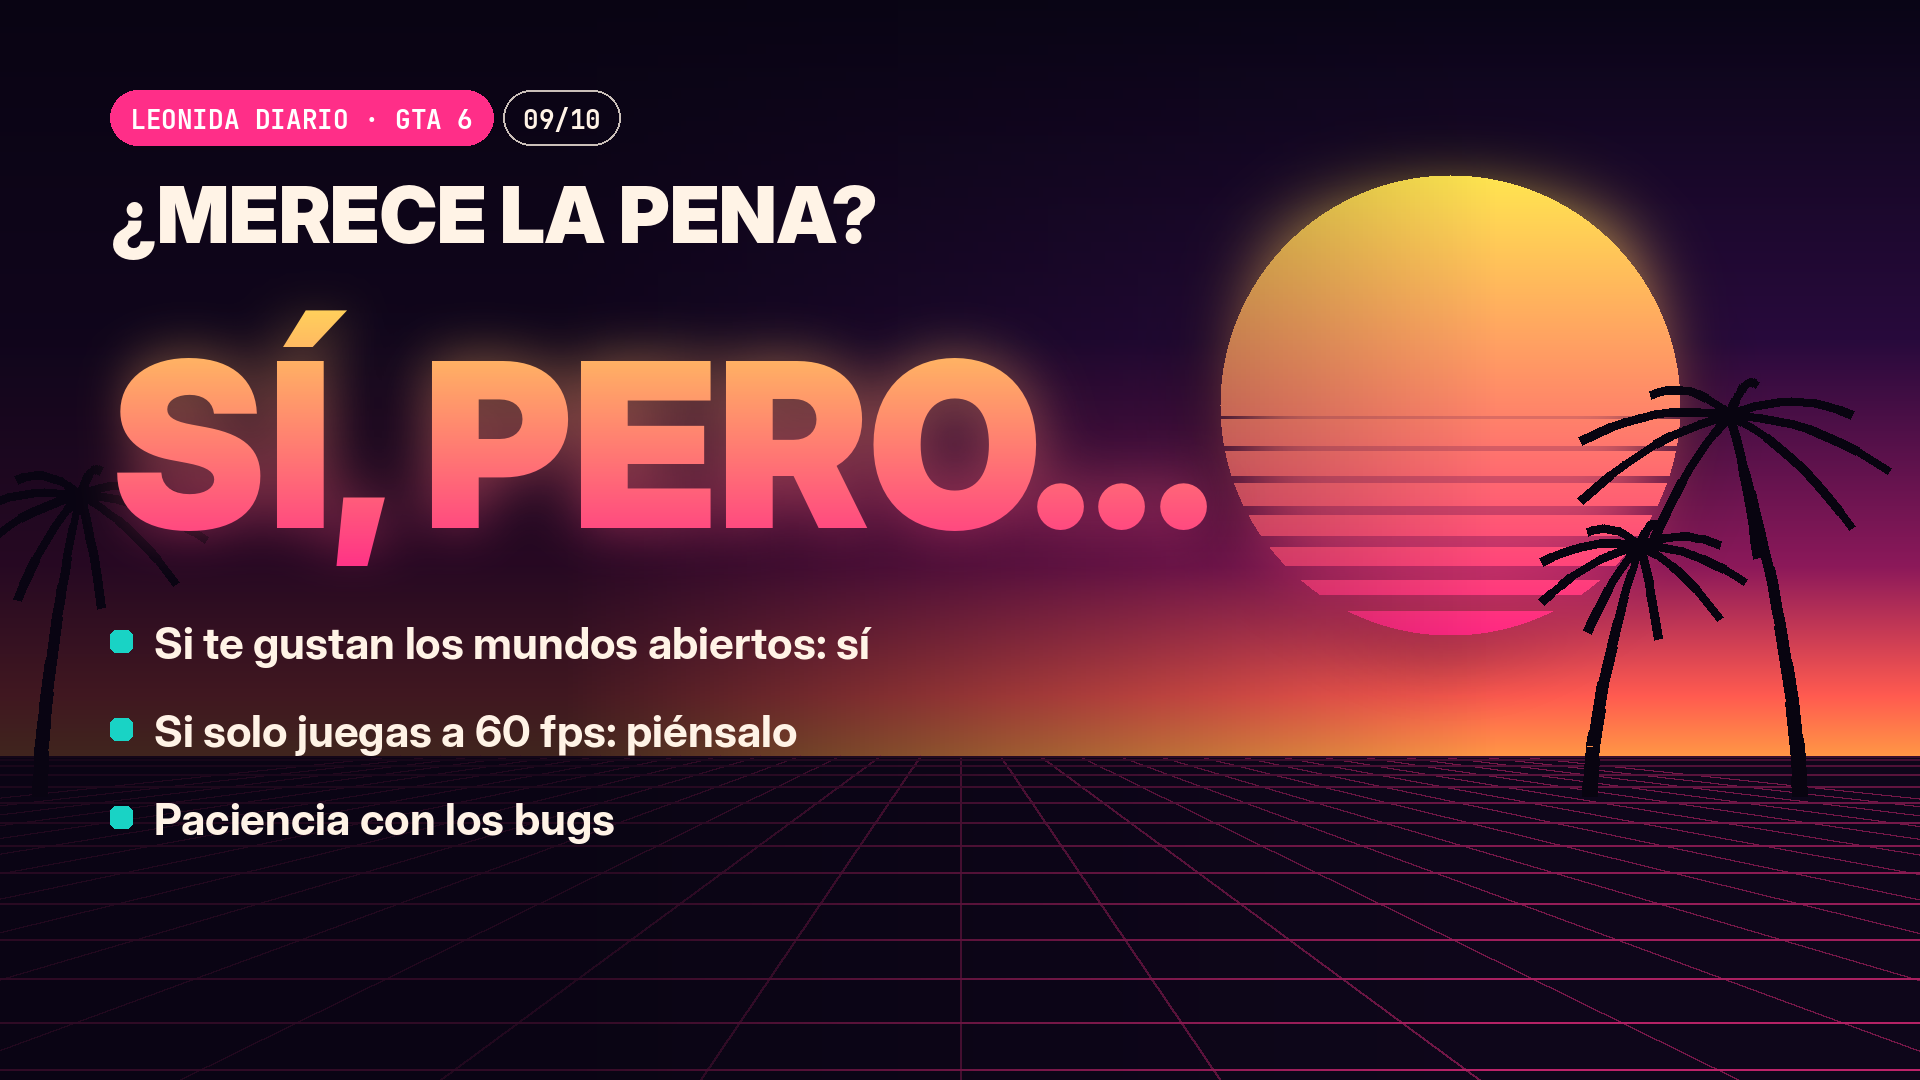 LEONIDA DIARIO · GTA 6 09/10
¿MERECE LA PENA?
SÍ, PERO...
Si te gustan los mundos abiertos: sí
Si solo juegas a 60 fps: piénsalo
Paciencia con los bugs